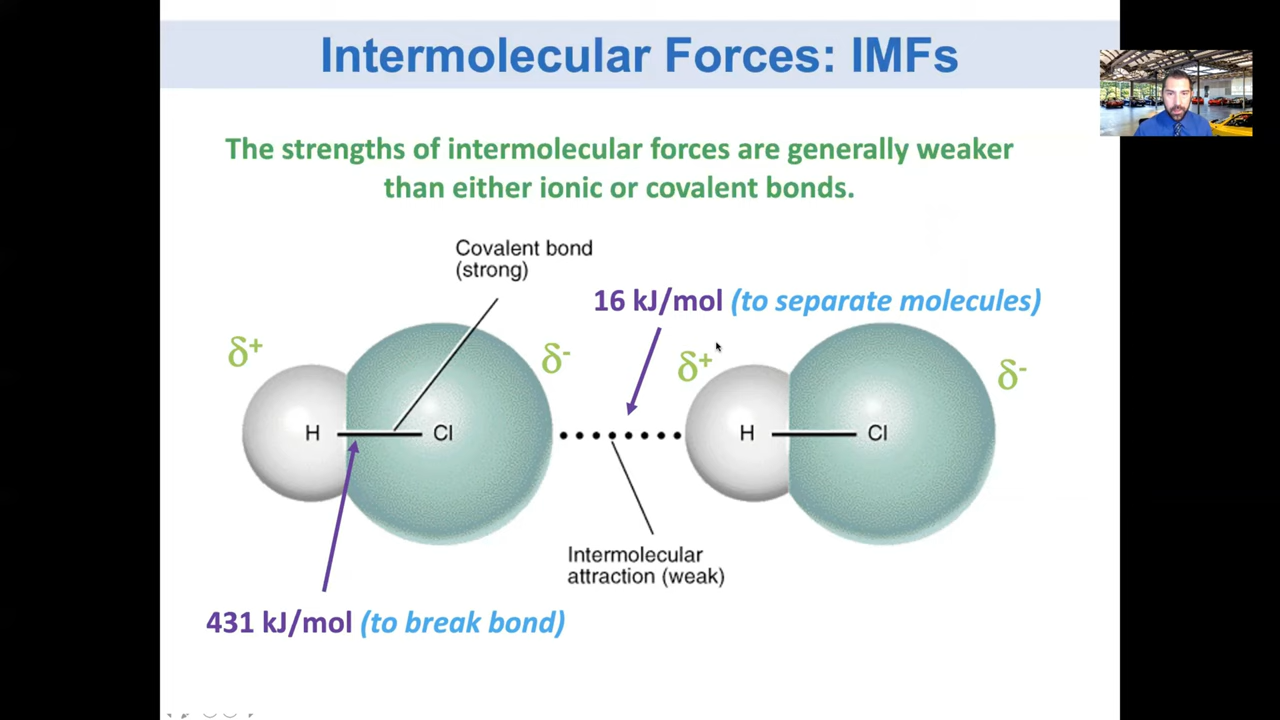 Intermolecular Forces: IMFs
The strengths of intermolecular forces are generally weaker
than either ionic or covalent bonds.
Covalent bond
(strong)
16 kJ/mol (to separate molecules)
δ+
δ-
δ+
δ-
H
Cl
H
Cl
Intermolecular
attraction (weak)
431 kJ/mol (to break bond)